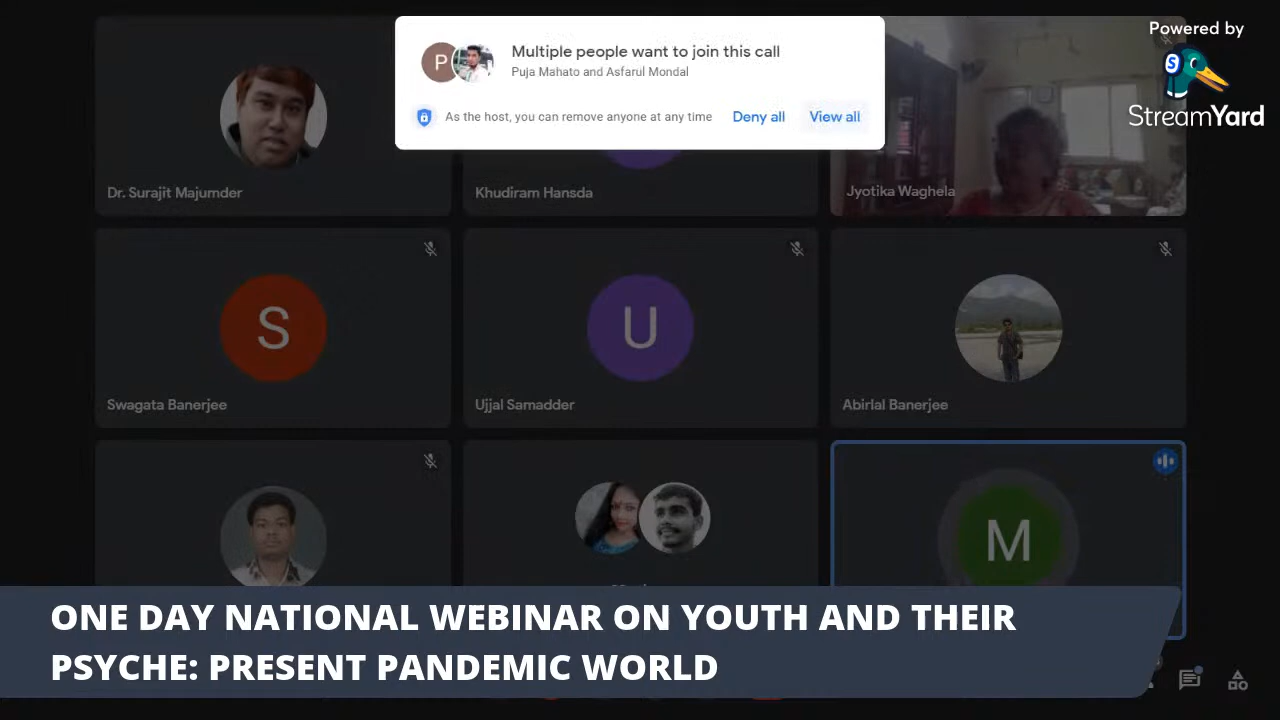 Powered by
StreamYard
Multiple people want to join this call
P
Puja Mahato and Asfarul Mondal
As the host, you can remove anyone at any time
Deny all
View all
Dr. Surajit Majumder
Khudiram Hansda
Jyotika Waghela
S
U
Swagata Banerjee
Ujjal Samadder
Abirlal Banerjee
M
ONE DAY NATIONAL WEBINAR ON YOUTH AND THEIR
PSYCHE: PRESENT PANDEMIC WORLD